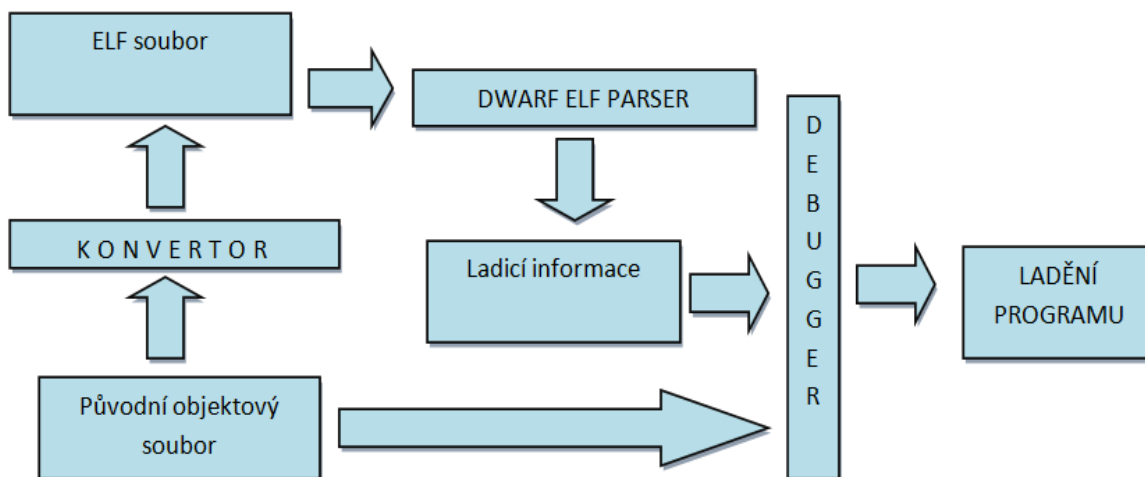 ELF soubor
DWARF ELF PARSER
K O N V E R T O R
Ladicí informace
Původní objektový
soubor
D
E
B
U
G
G
E
R
LADĚNÍ
PROGRAMU